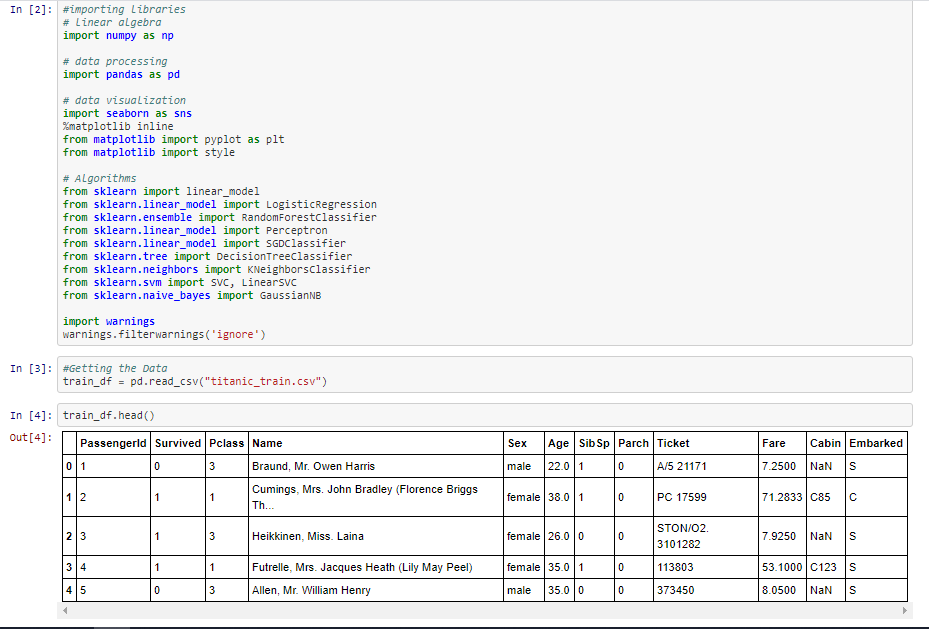 In [2]: #importing libraries
# linear algebra
import numpy as np
# data processing
import pandas as pd
# data visualization
import seaborn as sns
%matplotlib inline
from matplotlib import pyplot as plt
from matplotlib import style
# Algorithms
from sklearn import linear_model
from sklearn.linear_model import LogisticRegression
from sklearn.ensemble import RandomForestClassifier
from sklearn.linear_model import Perceptron
from sklearn.linear_model import SGDClassifier
from sklearn.tree import DecisionTreeClassifier
from sklearn.neighbors import KNeighborsClassifier
from sklearn.svm import SVC, LinearSVC
from sklearn.naive_bayes import GaussianNB
import warnings
warnings.filterwarnings('ignore')
In [3]: #Getting the Data
train_df = pd.read_csv("titanic_train.csv")
In [4]: train_df.head()
Out[4]:
PassengerId Survived Pclass Name Sex Age SibSp Parch Ticket Fare Cabin Embarked
0 1 0 3 Braund, Mr. Owen Harris male 22.0 1 0 A/5 21171 7.2500 NaN S
1 2 1 1 Cumings, Mrs. John Bradley (Florence Briggs Th... female 38.0 1 0 PC 17599 71.2833 C85 C
2 3 1 3 Heikkinen, Miss. Laina female 26.0 0 0 STON/O2. 3101282 7.9250 NaN S
3 4 1 1 Futrelle, Mrs. Jacques Heath (Lily May Peel) female 35.0 1 0 113803 53.1000 C123 S
4 5 0 3 Allen, Mr. William Henry male 35.0 0 0 373450 8.0500 NaN S